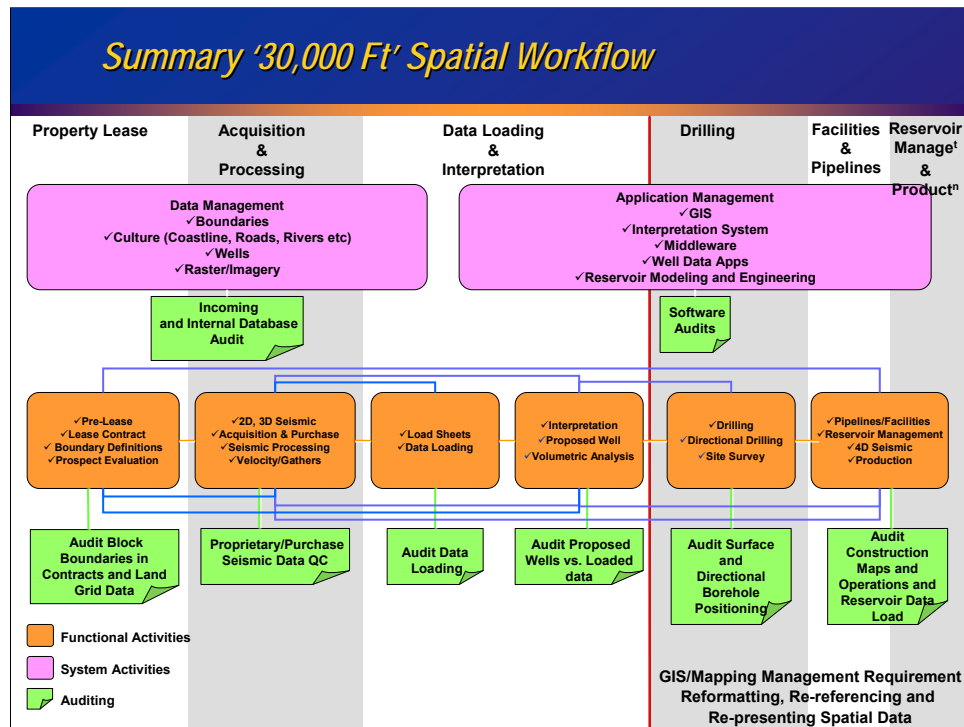 Summary ‘30,000 Ft’ Spatial Workflow
Property Lease
Acquisition
&
Processing
Data Loading
&
Interpretation
Drilling
Facilities
&
Pipelines
Reservoir
Manageᵗ
&
Productⁿ
Data Management
✓Boundaries
✓Culture (Coastline, Roads, Rivers etc)
✓Wells
✓Raster/Imagery
Application Management
✓GIS
✓Interpretation System
✓Middleware
✓Well Data Apps
✓Reservoir Modeling and Engineering
Incoming
and Internal Database
Audit
Software
Audits
✓Pre-Lease
✓Lease Contract
✓Boundary Definitions
✓Prospect Evaluation
✓2D, 3D Seismic
✓Acquisition & Purchase
✓Seismic Processing
✓Velocity/Gathers
✓Load Sheets
✓Data Loading
✓Interpretation
✓Proposed Well
✓Volumetric Analysis
✓Drilling
✓Directional Drilling
✓Site Survey
✓Pipelines/Facilities
✓Reservoir Management
✓4D Seismic
✓Production
Audit Block
Boundaries in
Contracts and Land
Grid Data
Proprietary/Purchase
Seismic Data QC
Audit Data
Loading
Audit Proposed
Wells vs. Loaded
data
Audit Surface
and
Directional
Borehole
Positioning
Audit
Construction
Maps and
Operations and
Reservoir Data
Load
Functional Activities
System Activities
Auditing
GIS/Mapping Management Requirement
Reformatting, Re-referencing and
Re-presenting Spatial Data